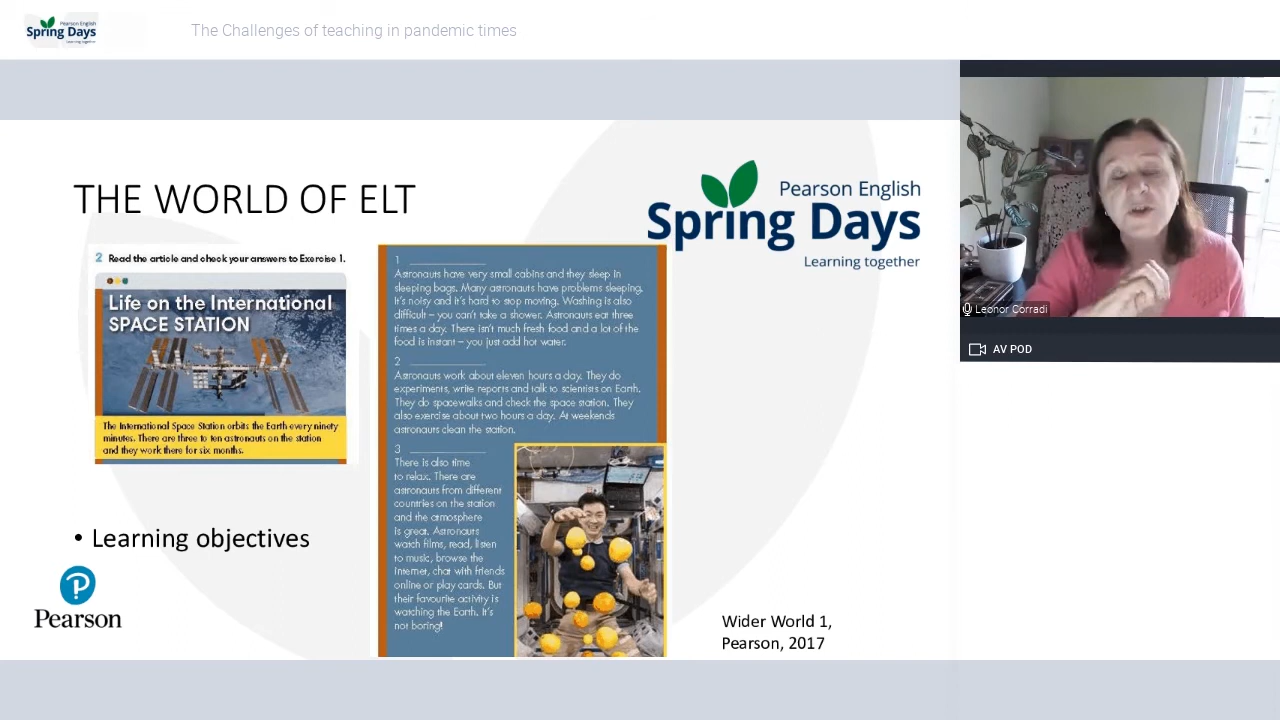 Pearson English
Spring Days
Learning together
The Challenges of teaching in pandemic times
THE WORLD OF ELT
Pearson English
Spring Days
Learning together
2 Read the article and check your answers to Exercise 1.
Life on the International
SPACE STATION
The International Space Station orbits the Earth every ninety
minutes. There are three to ten astronauts on the station
and they work there for six months.
1 ____________
Astronauts have very small cabins and they sleep in
sleeping bags. Many astronauts have problems sleeping.
It's noisy and it's hard to stop moving. Washing is also
difficult – you can't take a shower. Astronauts eat three
times a day. There isn't much fresh food and a lot of the
food is instant – you just add hot water.
2 ____________
Astronauts work about eleven hours a day. They do
experiments, write reports and talk to scientists on Earth.
They do spacewalks and check the space station. They
also exercise about two hours a day. At weekends
astronauts clean the station.
3 ____________
There is also time
to relax. There are
astronauts from different
countries on the station
and the atmosphere
is great. Astronauts
watch films, read, listen
to music, browse the
Internet, chat with friends
online or play cards. But
their favourite activity is
watching the Earth. It's
not boring!
• Learning objectives
Pearson
Wider World 1,
Pearson, 2017
Leonor Corradi
AV POD